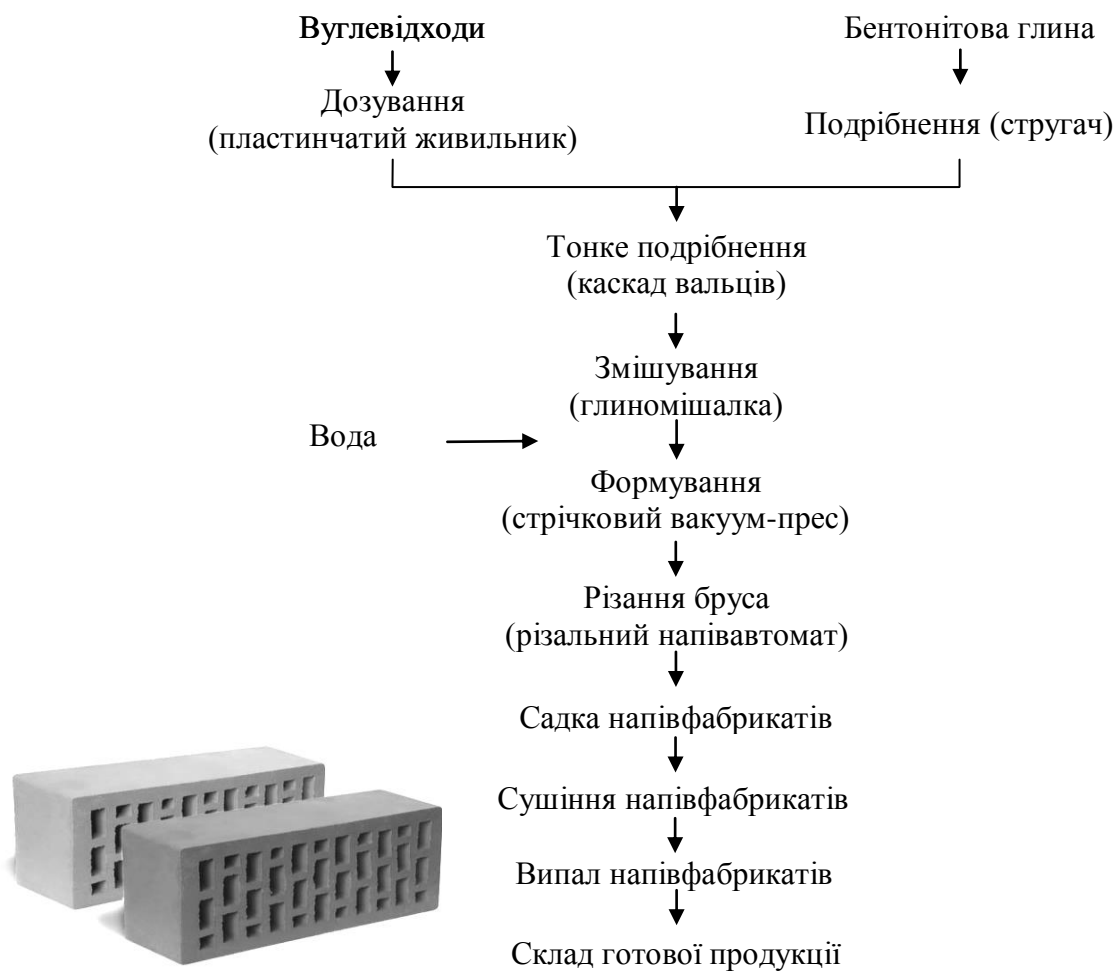 Вуглевідходи
Бентонітова глина
Дозування
(пластинчатий живильник)
Подрібнення (стругач)
Тонке подрібнення
(каскад вальців)
Змішування
(глиномішалка)
Вода
Формування
(стрічковий вакуум-прес)
Різання бруса
(різальний напівавтомат)
Садка напівфабрикатів
Сушіння напівфабрикатів
Випал напівфабрикатів
Склад готової продукції